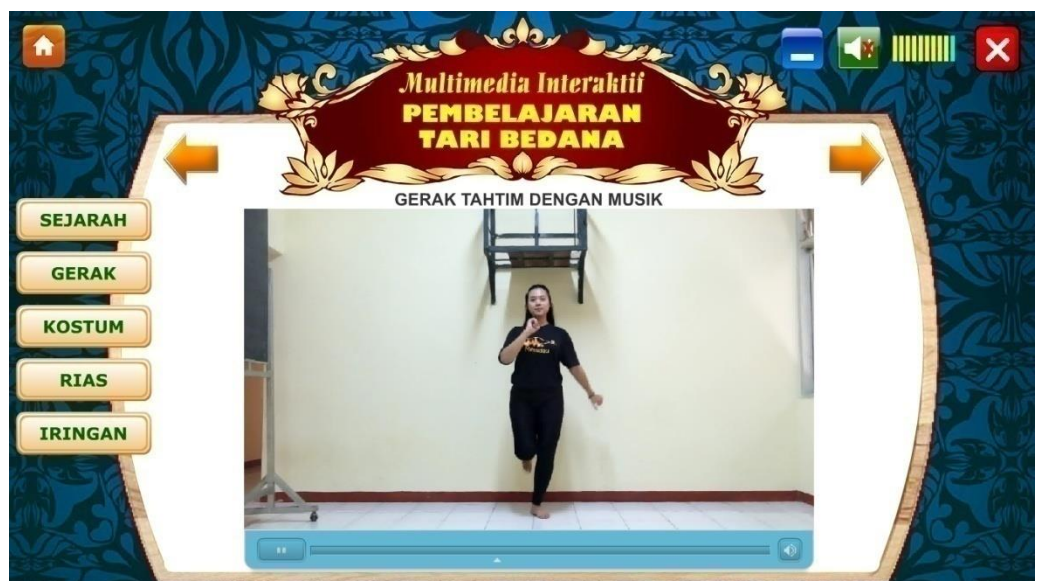 Multimedia Interaktif
PEMBELAJARAN
TARI BEDANA
GERAK TAHTIM DENGAN MUSIK
SEJARAH
GERAK
KOSTUM
RIAS
IRINGAN